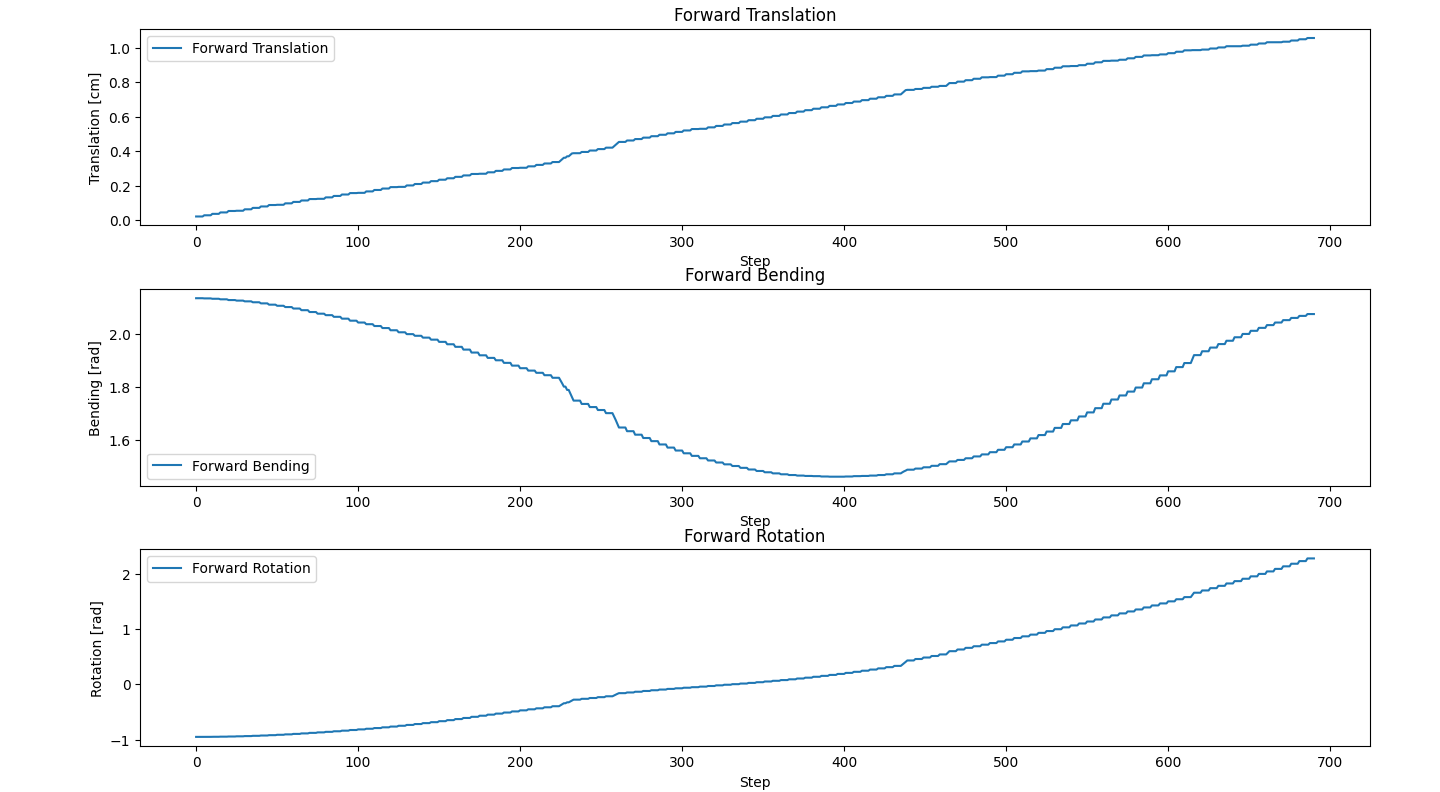 Forward Translation
Forward Translation
Translation [cm]
1.0
0.8
0.6
0.4
0.2
0.0
0 100 200 300 400 500 600 700
Step
Forward Bending
Bending [rad]
2.0
1.8
1.6
Forward Bending
0 100 200 300 400 500 600 700
Step
Forward Rotation
Forward Rotation
Rotation [rad]
2
1
0
−1
0 100 200 300 400 500 600 700
Step